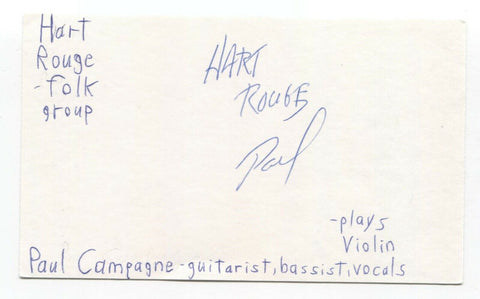 Hart
Rouge
-folk
group
HART
ROUGE
Paul
-plays
Violin
Paul Campagne-guitarist, bassist, vocals